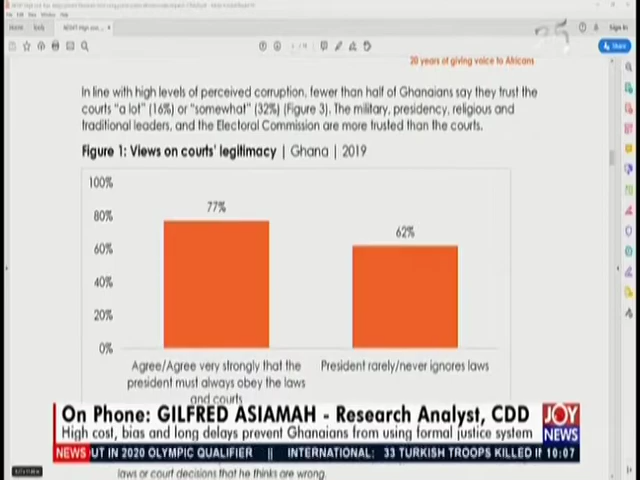 Sign In
Share
20 years of giving voice to Africans
In line with high levels of perceived corruption, fewer than half of Ghanaians say they trust the
courts "a lot" (16%) or "somewhat" (32%) (Figure 3). The military, presidency, religious and
traditional leaders, and the Electoral Commission are more trusted than the courts.
Figure 1: Views on courts' legitimacy | Ghana | 2019
100%
80%
60%
40%
20%
0%
77%
62%
Agree/Agree very strongly that the
president must always obey the laws
and courts
President rarely/never ignores laws
On Phone: GILFRED ASIAMAH - Research Analyst, CDD
High cost, bias and long delays prevent Ghanaians from using formal justice system
JOY
NEWS
NEWS UT IN 2020 OLYMPIC QUALIFIER || INTERNATIONAL: 33 TURKISH TROOPS KILLED I 10:07
laws or court decisions that he thinks are wrong.